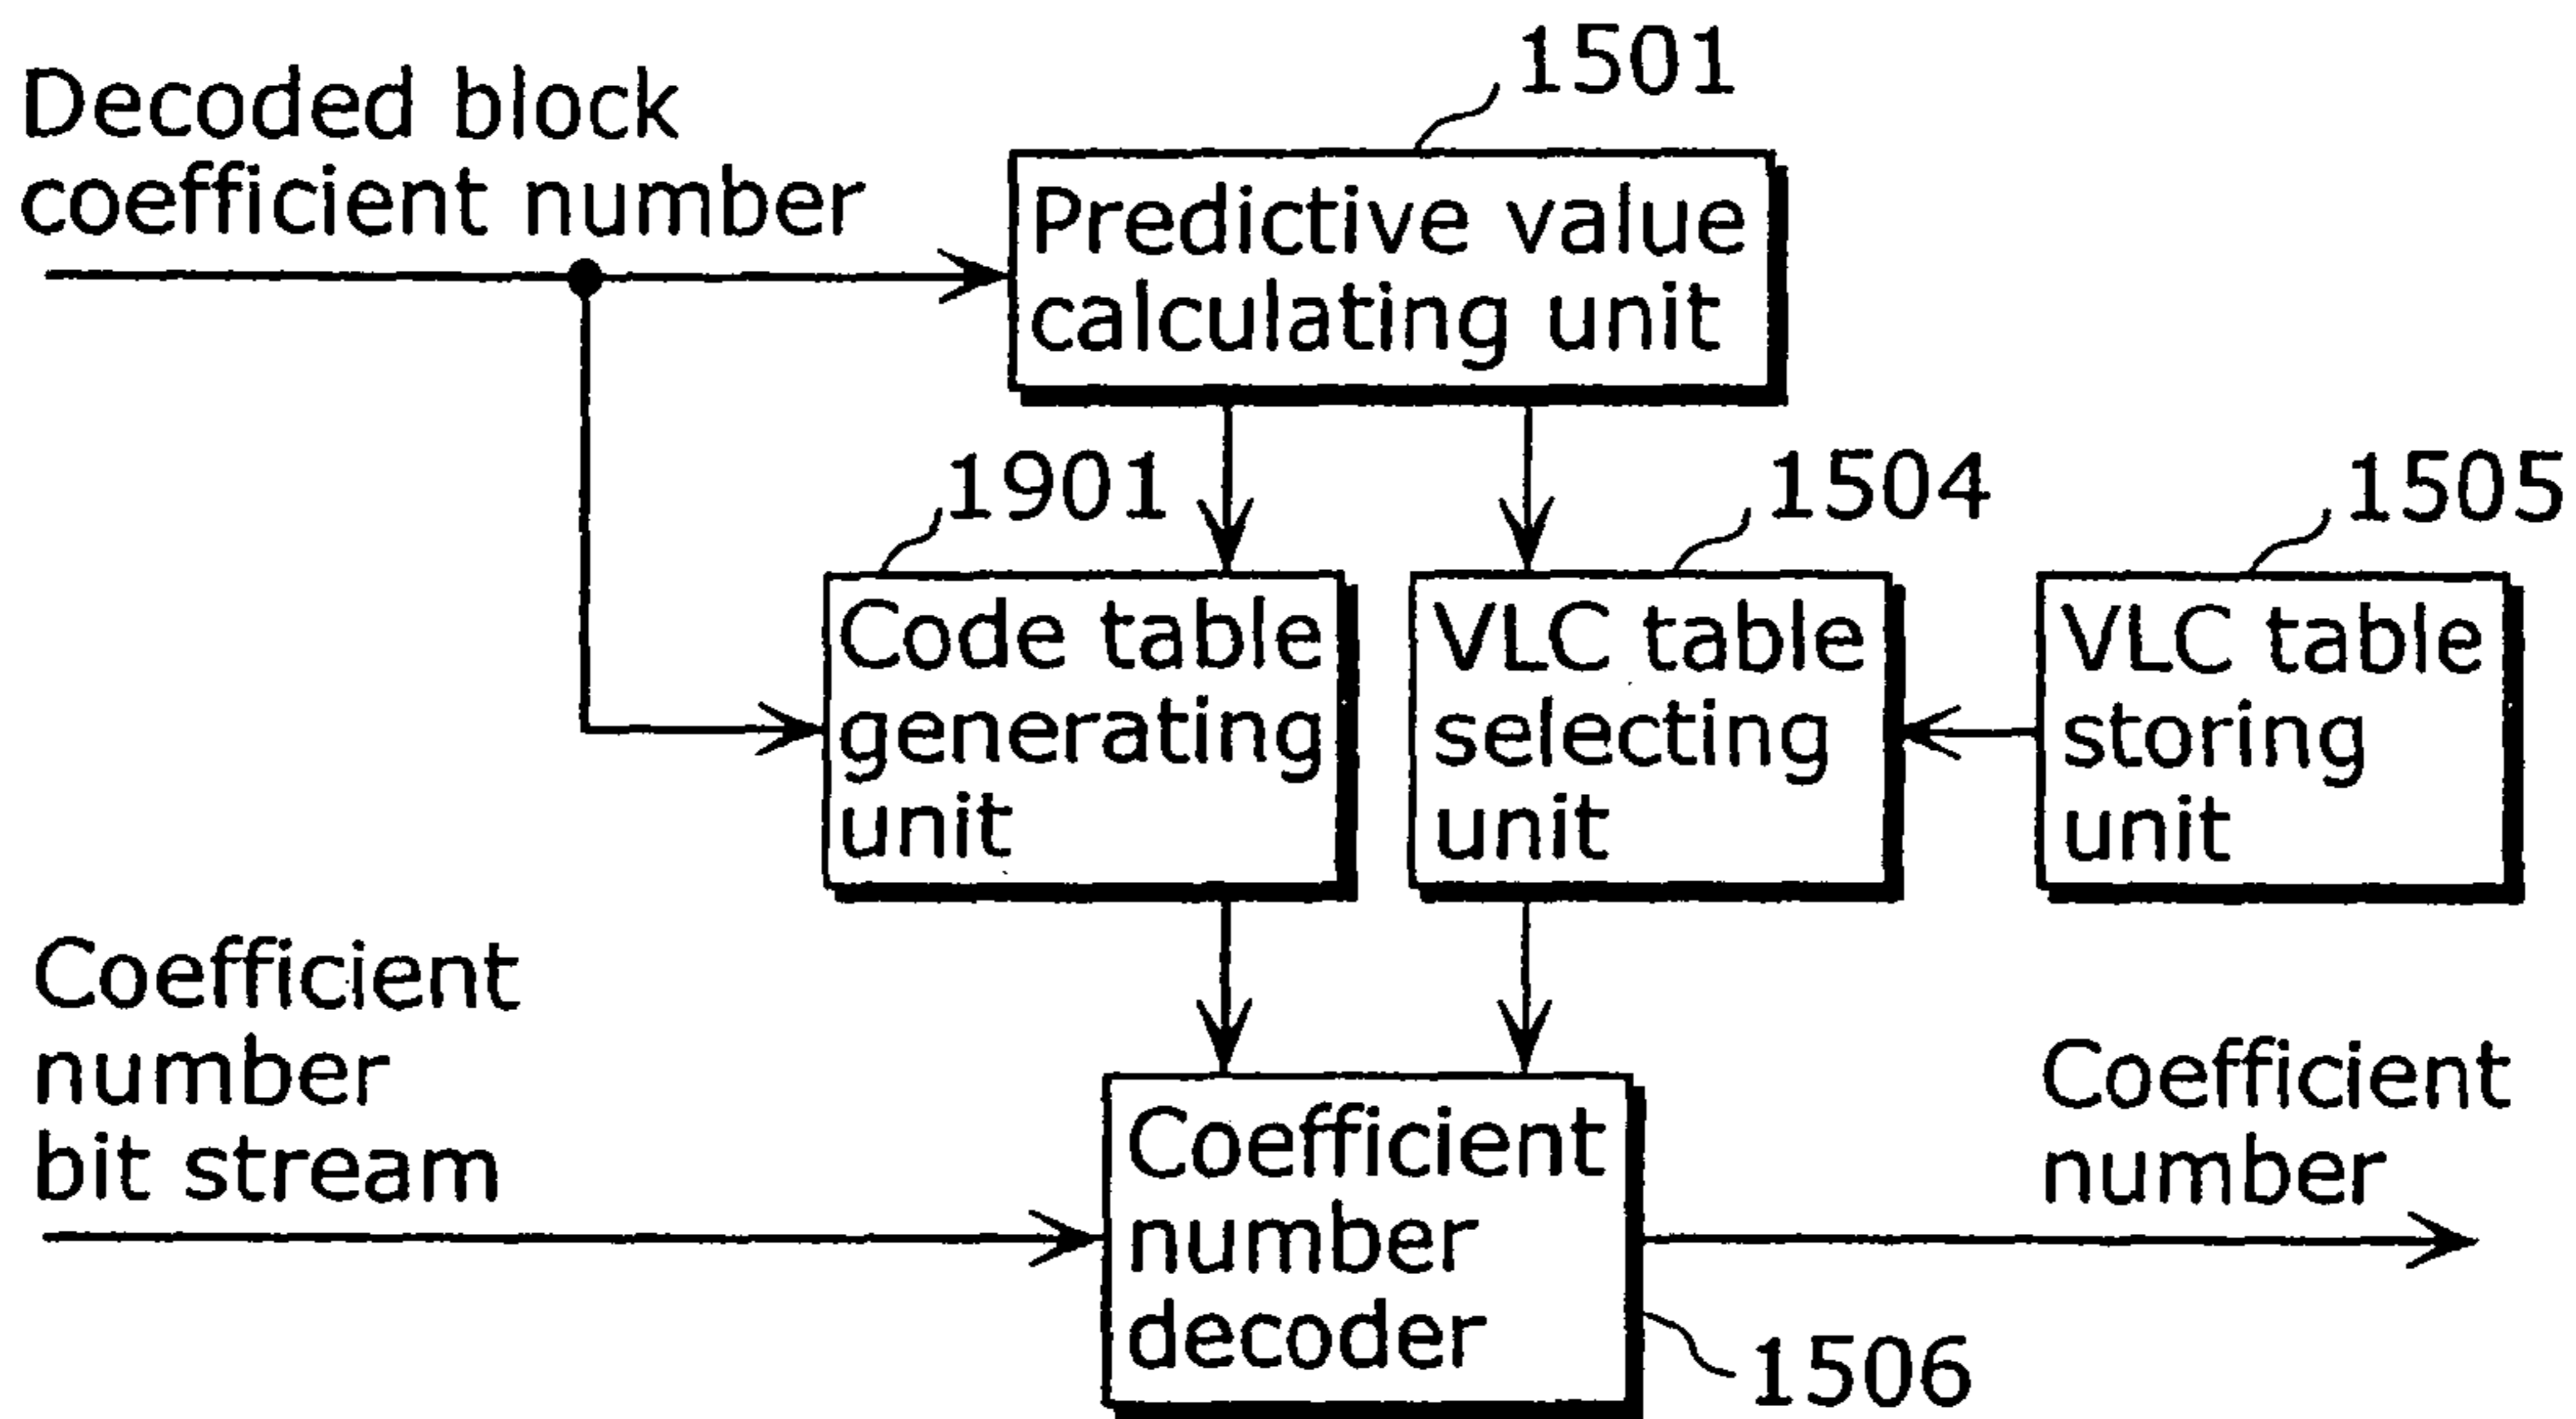 1501
Decoded block
coefficient number
Predictive value
calculating unit
1901
1504
1505
Code table
generating
unit
VLC table
selecting
unit
VLC table
storing
unit
Coefficient
number
bit stream
Coefficient
number
decoder
Coefficient
number
1506